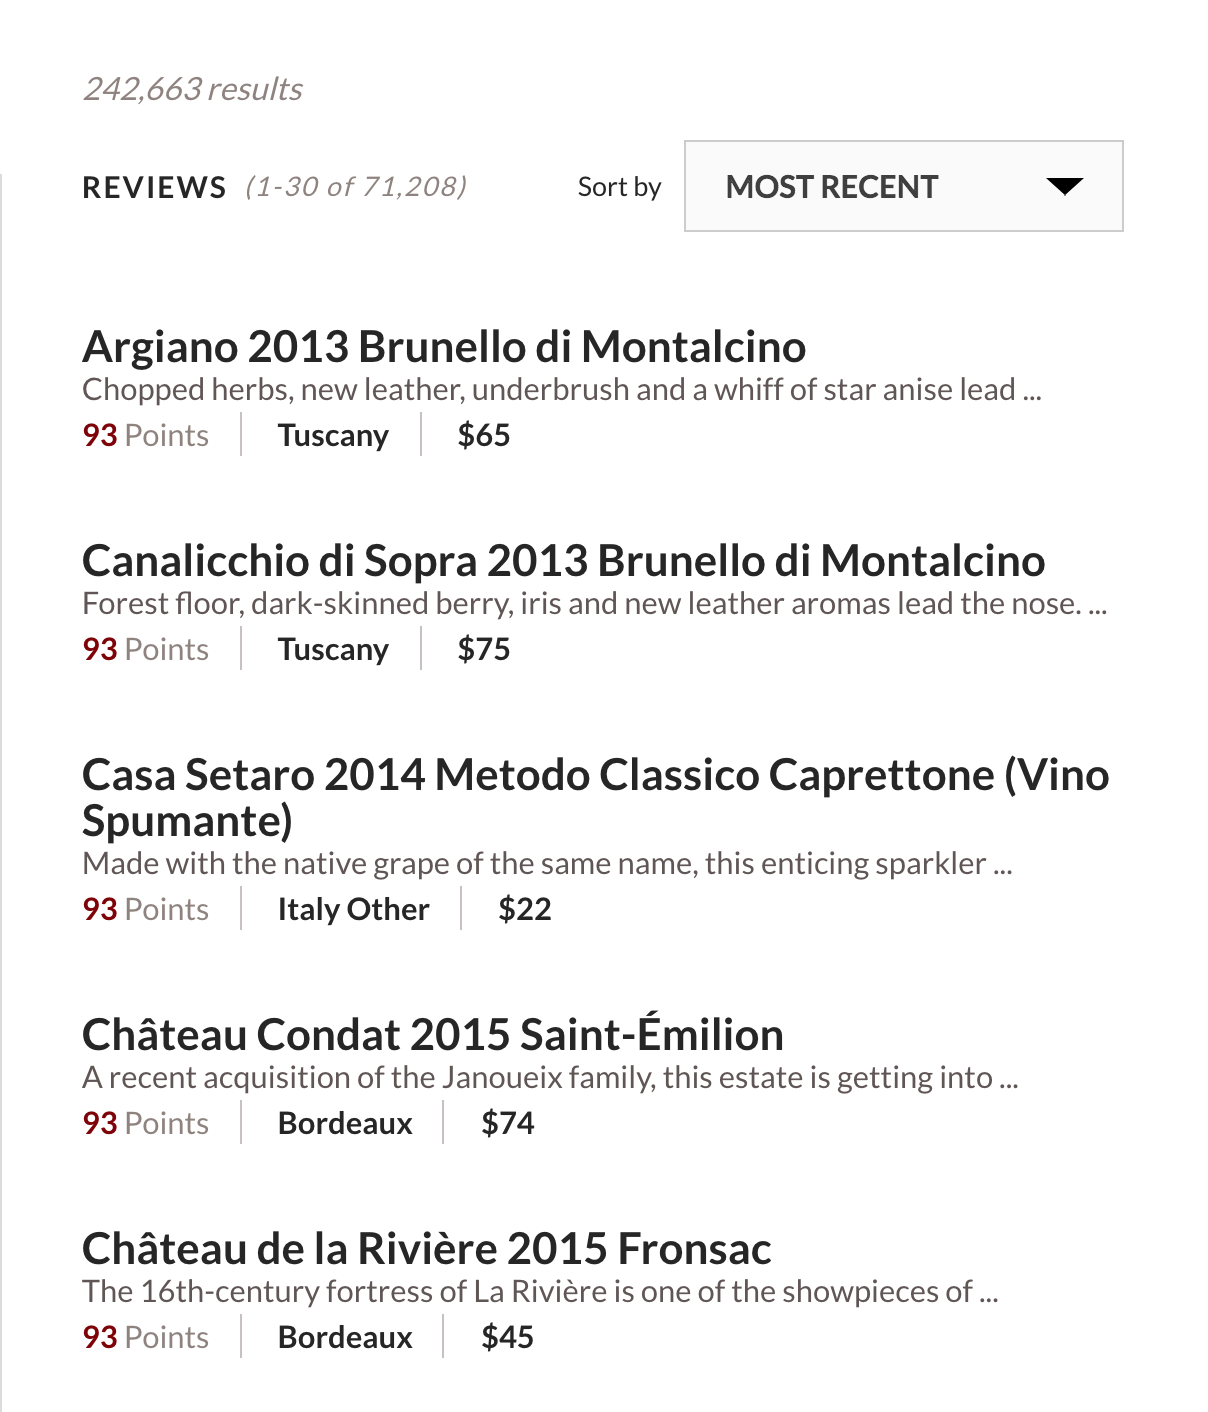 242,663 results
REVIEWS (1-30 of 71,208) Sort by MOST RECENT
Argiano 2013 Brunello di Montalcino
Chopped herbs, new leather, underbrush and a whiff of star anise lead ...
93 Points Tuscany $65
Canalicchio di Sopra 2013 Brunello di Montalcino
Forest floor, dark-skinned berry, iris and new leather aromas lead the nose. ...
93 Points Tuscany $75
Casa Setaro 2014 Metodo Classico Caprettone (Vino
Spumante)
Made with the native grape of the same name, this enticing sparkler ...
93 Points Italy Other $22
Château Condat 2015 Saint-Émilion
A recent acquisition of the Janoueix family, this estate is getting into ...
93 Points Bordeaux $74
Château de la Rivière 2015 Fronsac
The 16th-century fortress of La Rivière is one of the showpieces of ...
93 Points Bordeaux $45